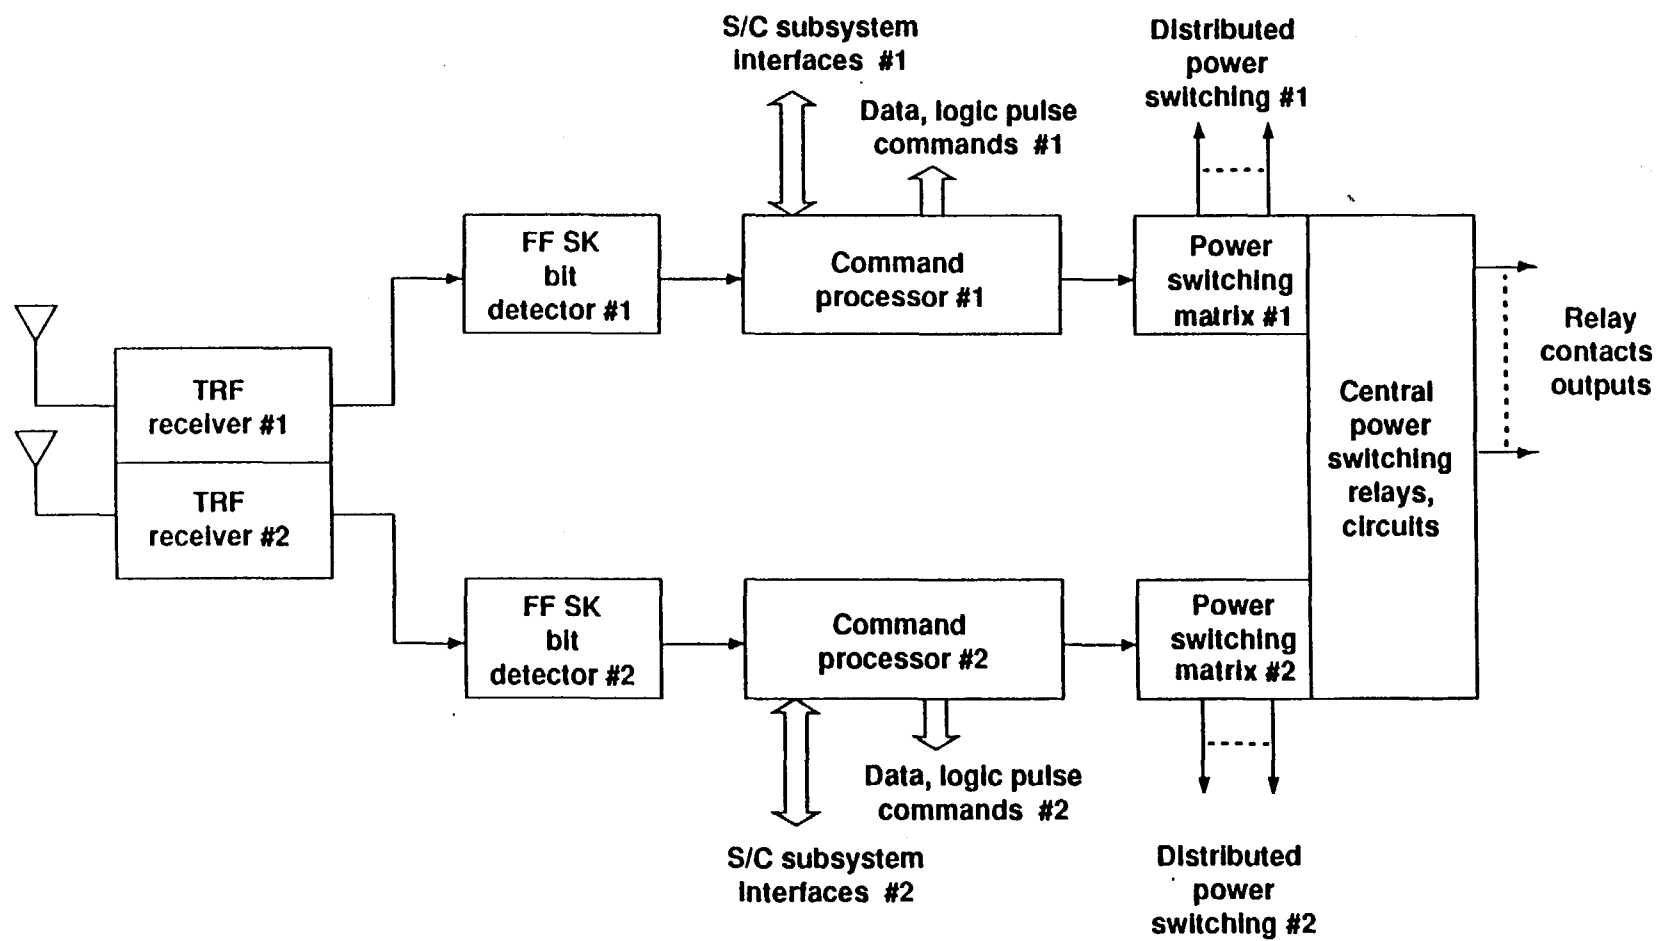 S/C subsystem
interfaces #1
Distributed
power
switching #1
Data, logic pulse
commands #1
FF SK
bit
detector #1
Command
processor #1
Power
switching
matrix #1
TRF
receiver #1
TRF
receiver #2
Central
power
switching
relays,
circuits
Relay
contacts
outputs
FF SK
bit
detector #2
Command
processor #2
Power
switching
matrix #2
Data, logic pulse
commands #2
S/C subsystem
Interfaces #2
Distributed
power
switching #2